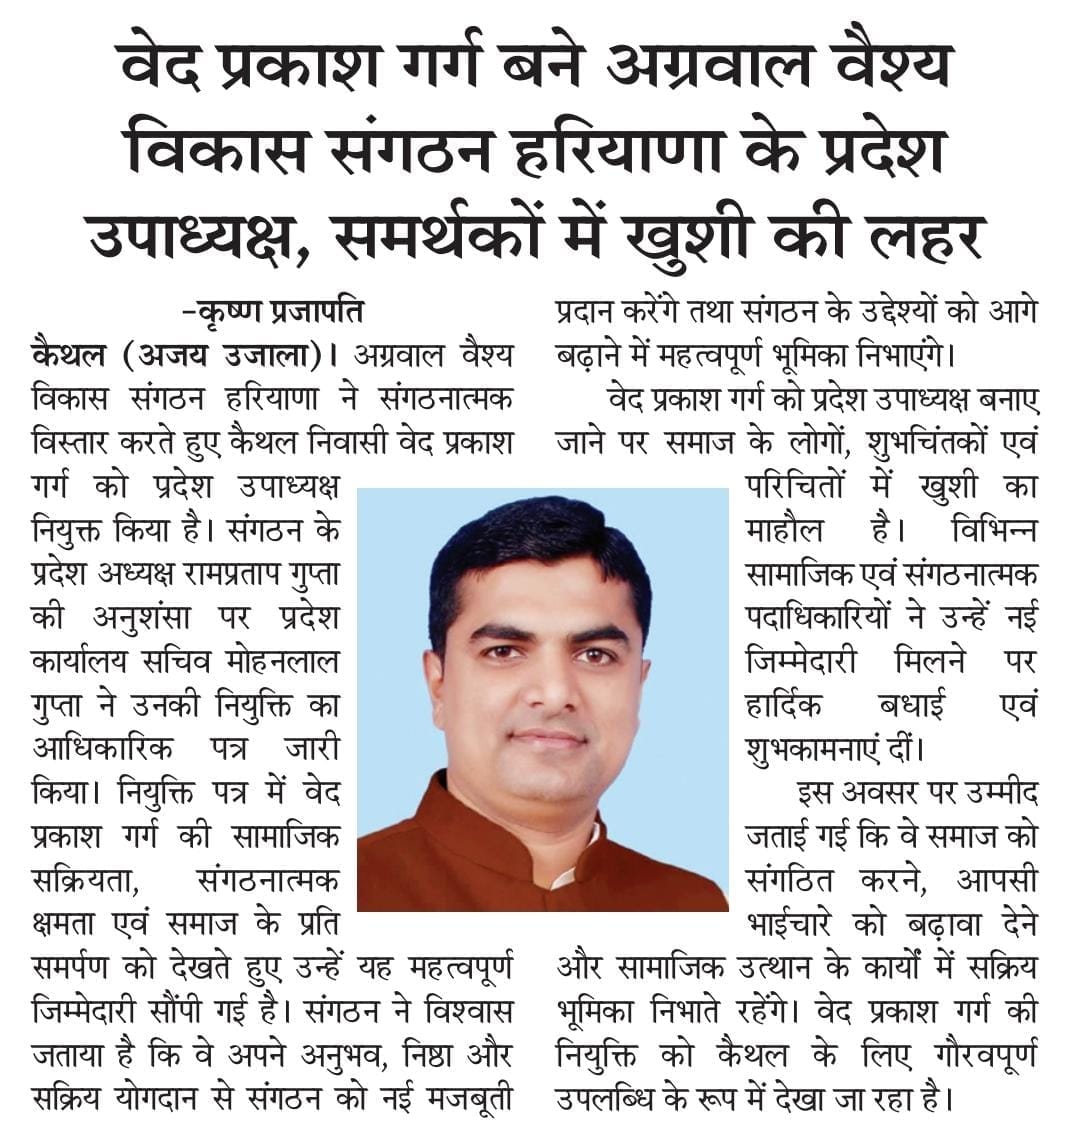 वेद प्रकाश गर्ग बने अग्रवाल वैश्य
विकास संगठन हरियाणा के प्रदेश
उपाध्यक्ष, समर्थकों में खुशी की लहर
-कृष्ण प्रजापति
कैथल (अजय उजाला)। अग्रवाल वैश्य
विकास संगठन हरियाणा ने संगठनात्मक
विस्तार करते हुए कैथल निवासी वेद प्रकाश
गर्ग को प्रदेश उपाध्यक्ष
नियुक्त किया है। संगठन के
प्रदेश अध्यक्ष रामप्रताप गुप्ता
की अनुशंसा पर प्रदेश
कार्यालय सचिव मोहनलाल
गुप्ता ने उनकी नियुक्ति का
आधिकारिक पत्र जारी
किया। नियुक्ति पत्र में वेद
प्रकाश गर्ग की सामाजिक
सक्रियता, संगठनात्मक
क्षमता एवं समाज के प्रति
समर्पण को देखते हुए उन्हें यह महत्वपूर्ण
जिम्मेदारी सौंपी गई है। संगठन ने विश्वास
जताया है कि वे अपने अनुभव, निष्ठा और
सक्रिय योगदान से संगठन को नई मजबूती
प्रदान करेंगे तथा संगठन के उद्देश्यों को आगे
बढ़ाने में महत्वपूर्ण भूमिका निभाएंगे।
वेद प्रकाश गर्ग को प्रदेश उपाध्यक्ष बनाए
जाने पर समाज के लोगों, शुभचिंतकों एवं
परिचितों में खुशी का
माहौल है। विभिन्न
सामाजिक एवं संगठनात्मक
पदाधिकारियों ने उन्हें नई
जिम्मेदारी मिलने पर
हार्दिक बधाई एवं
शुभकामनाएं दीं।
इस अवसर पर उम्मीद
जताई गई कि वे समाज को
संगठित करने, आपसी
भाईचारे को बढ़ावा देने
और सामाजिक उत्थान के कार्यों में सक्रिय
भूमिका निभाते रहेंगे। वेद प्रकाश गर्ग की
नियुक्ति को कैथल के लिए गौरवपूर्ण
उपलब्धि के रूप में देखा जा रहा है।